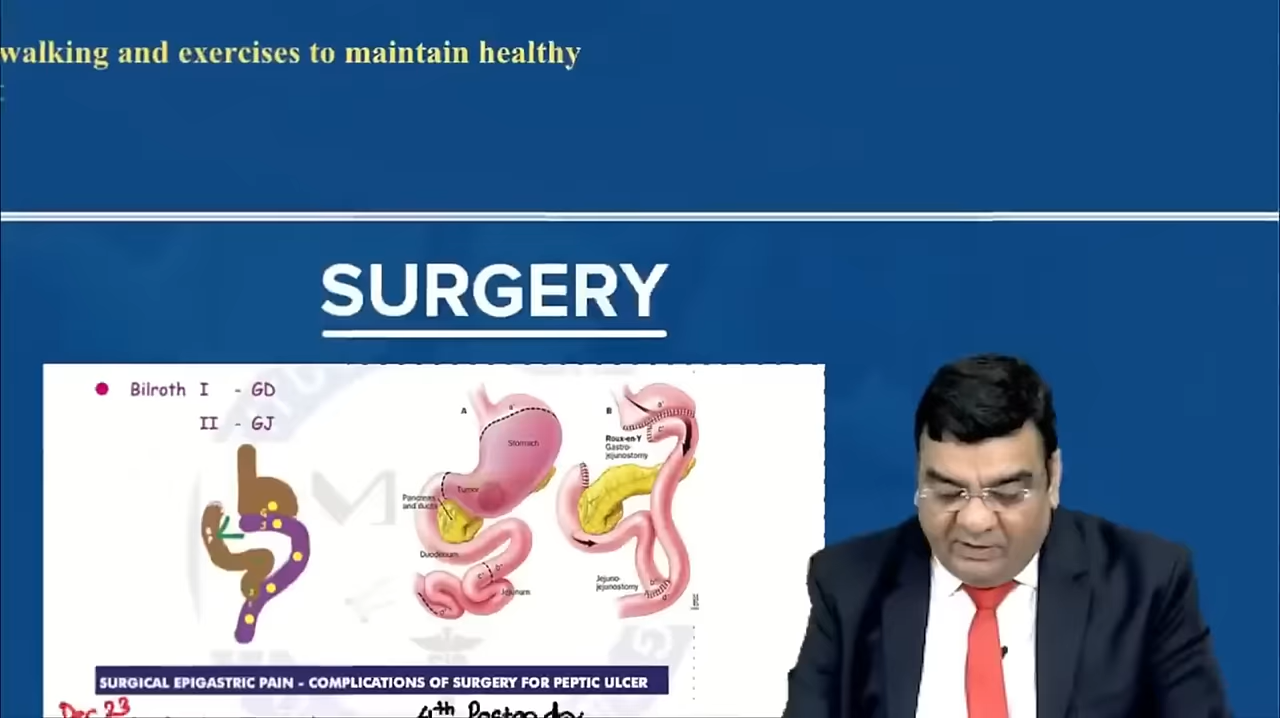 walking and exercises to maintain healthy
SURGERY
Bilroth I - GD
II - GJ
A
Stomach
Tumor
Pancreas
and ducts
Duodenum
Jejunum
B
Roux-en-Y
Gastro-
jejunostomy
Jejuno-
jejunostomy
SURGICAL EPIGASTRIC PAIN - COMPLICATIONS OF SURGERY FOR PEPTIC ULCER
Dec 23
4th Postop day